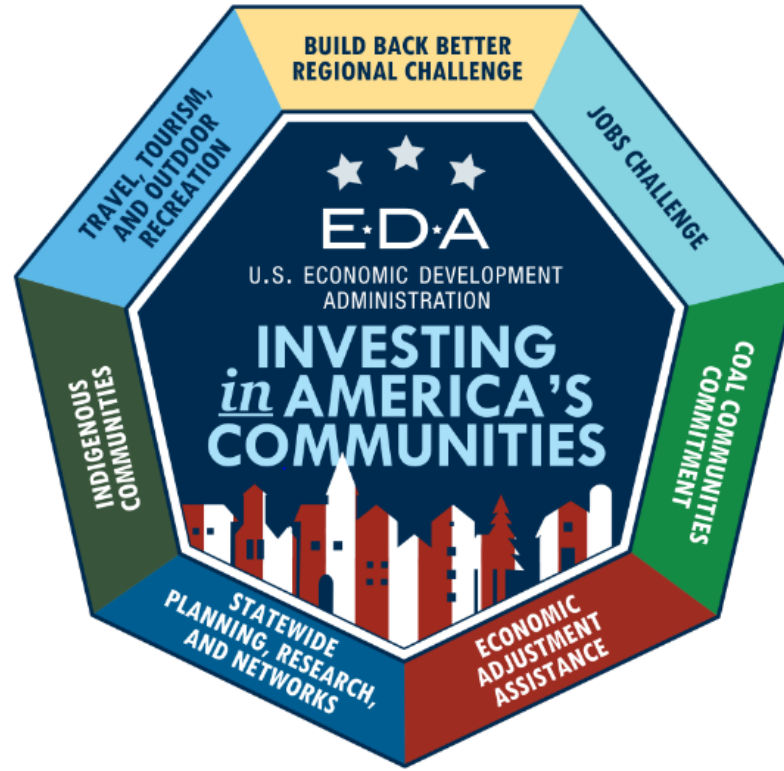 BUILD BACK BETTER
REGIONAL CHALLENGE
JOBS CHALLENGE
COAL COMMUNITIES
COMMITMENT
ECONOMIC
ADJUSTMENT
ASSISTANCE
STATEWIDE
PLANNING, RESEARCH,
AND NETWORKS
INDIGENOUS
COMMUNITIES
TRAVEL, TOURISM,
AND OUTDOOR
RECREATION
E★D★A
U.S. ECONOMIC DEVELOPMENT
ADMINISTRATION
INVESTING
in AMERICA'S
COMMUNITIES